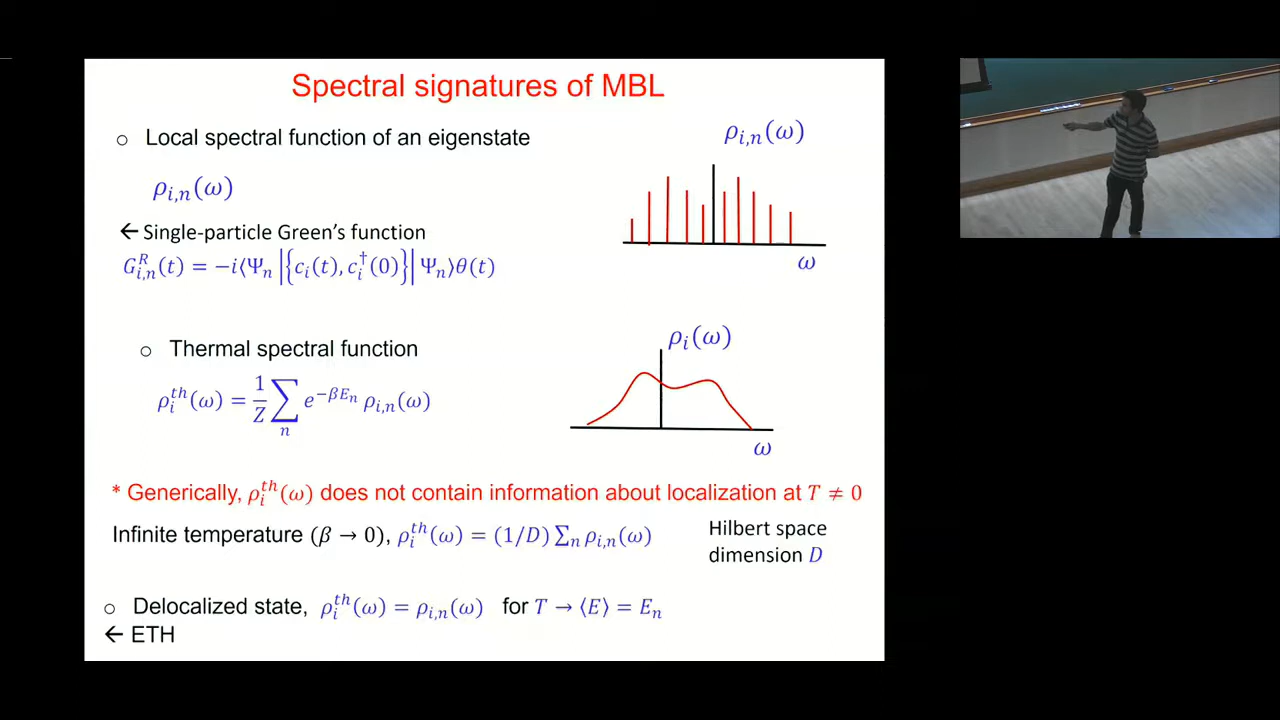 Spectral signatures of MBL
o Local spectral function of an eigenstate
ρ_{i,n}(ω)
ρ_{i,n}(ω)
← Single-particle Green's function
G^R_{i,n}(t) = −i⟨Ψ_n |{c_i(t), c_i^†(0)}| Ψ_n⟩θ(t)
ω
o Thermal spectral function
ρ_i(ω)
ρ_i^{th}(ω) = 1/Z ∑_n e^{−βE_n} ρ_{i,n}(ω)
ω
* Generically, ρ_i^{th}(ω) does not contain information about localization at T ≠ 0
Infinite temperature (β → 0), ρ_i^{th}(ω) = (1/D) ∑_n ρ_{i,n}(ω)
Hilbert space
dimension D
o Delocalized state, ρ_i^{th}(ω) = ρ_{i,n}(ω) for T → ⟨E⟩ = E_n
← ETH